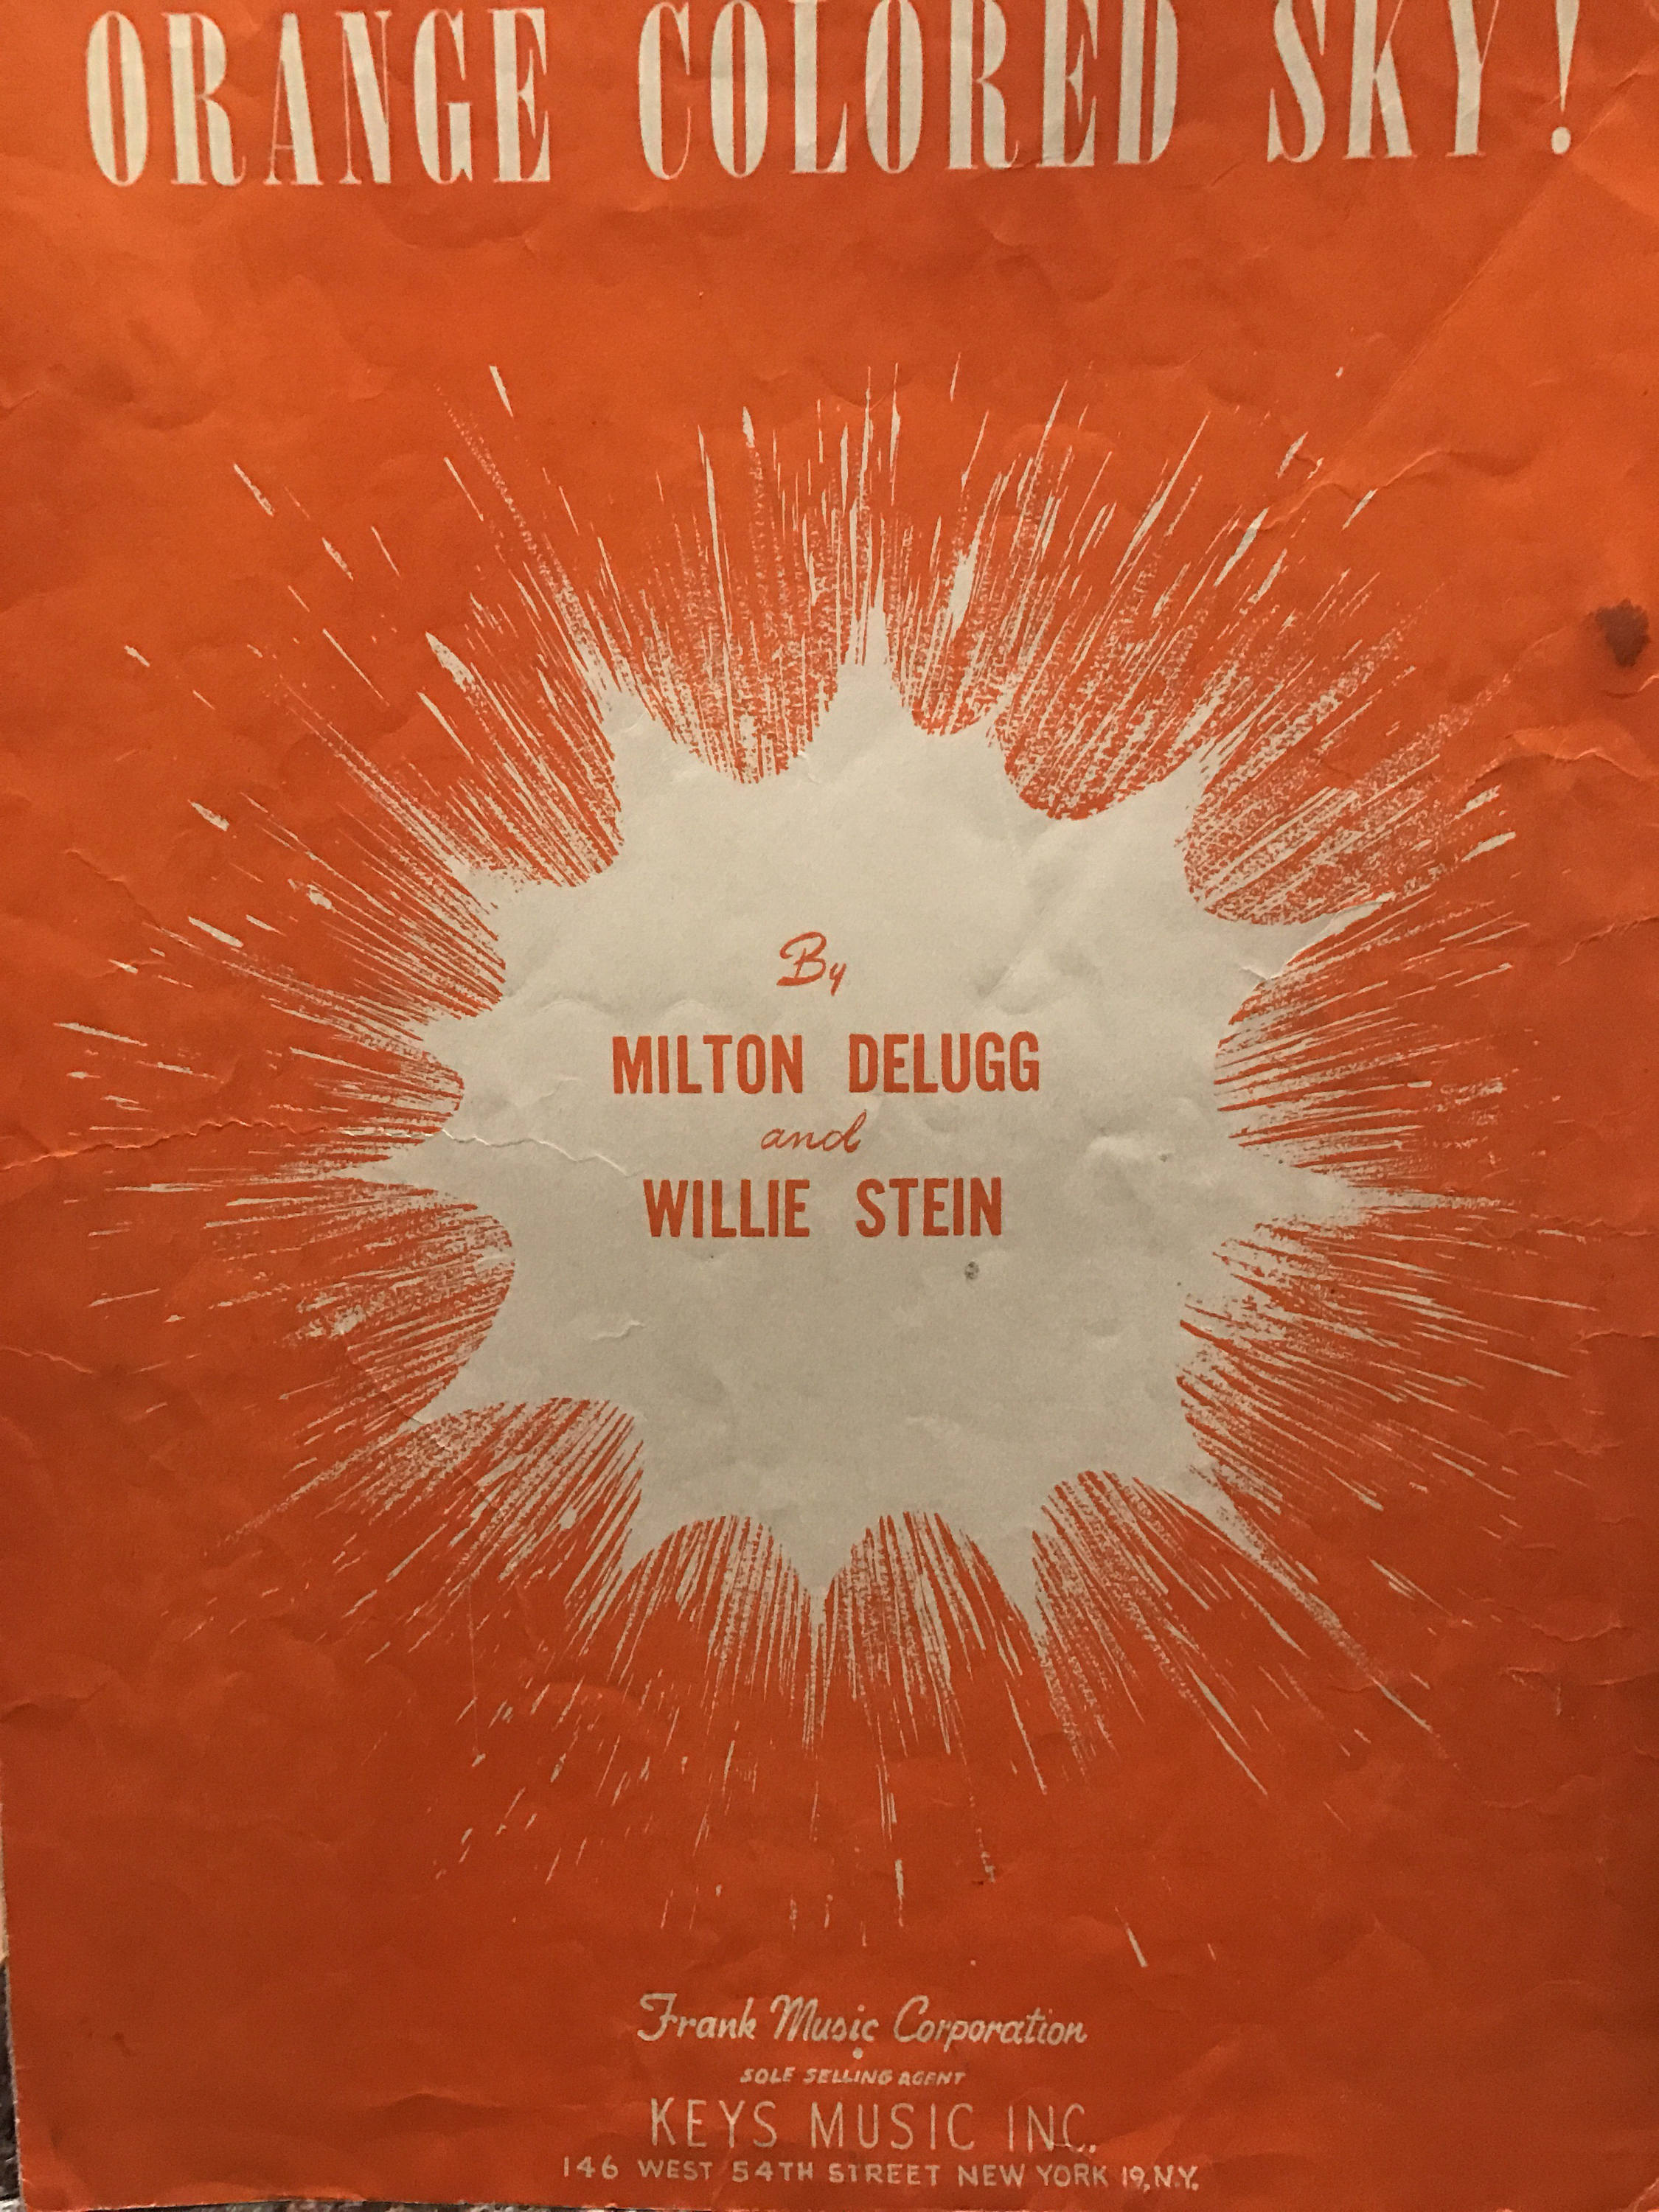 ORANGE COLORED SKY!
By
MILTON DELUGG
and
WILLIE STEIN
Frank Music Corporation
SOLE SELLING AGENT
KEYS MUSIC INC.
146 WEST 54TH STREET NEW YORK 19, N.Y.